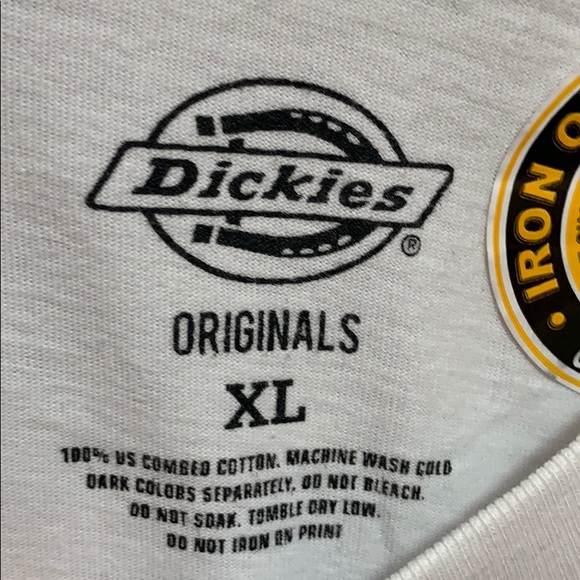 Dickies
®
ORIGINALS
XL
100% US COMBED COTTON. MACHINE WASH COLD
DARK COLORS SEPARATELY. DO NOT BLEACH.
DO NOT SOAK. TUMBLE DRY LOW.
DO NOT IRON ON PRINT
• IRON O